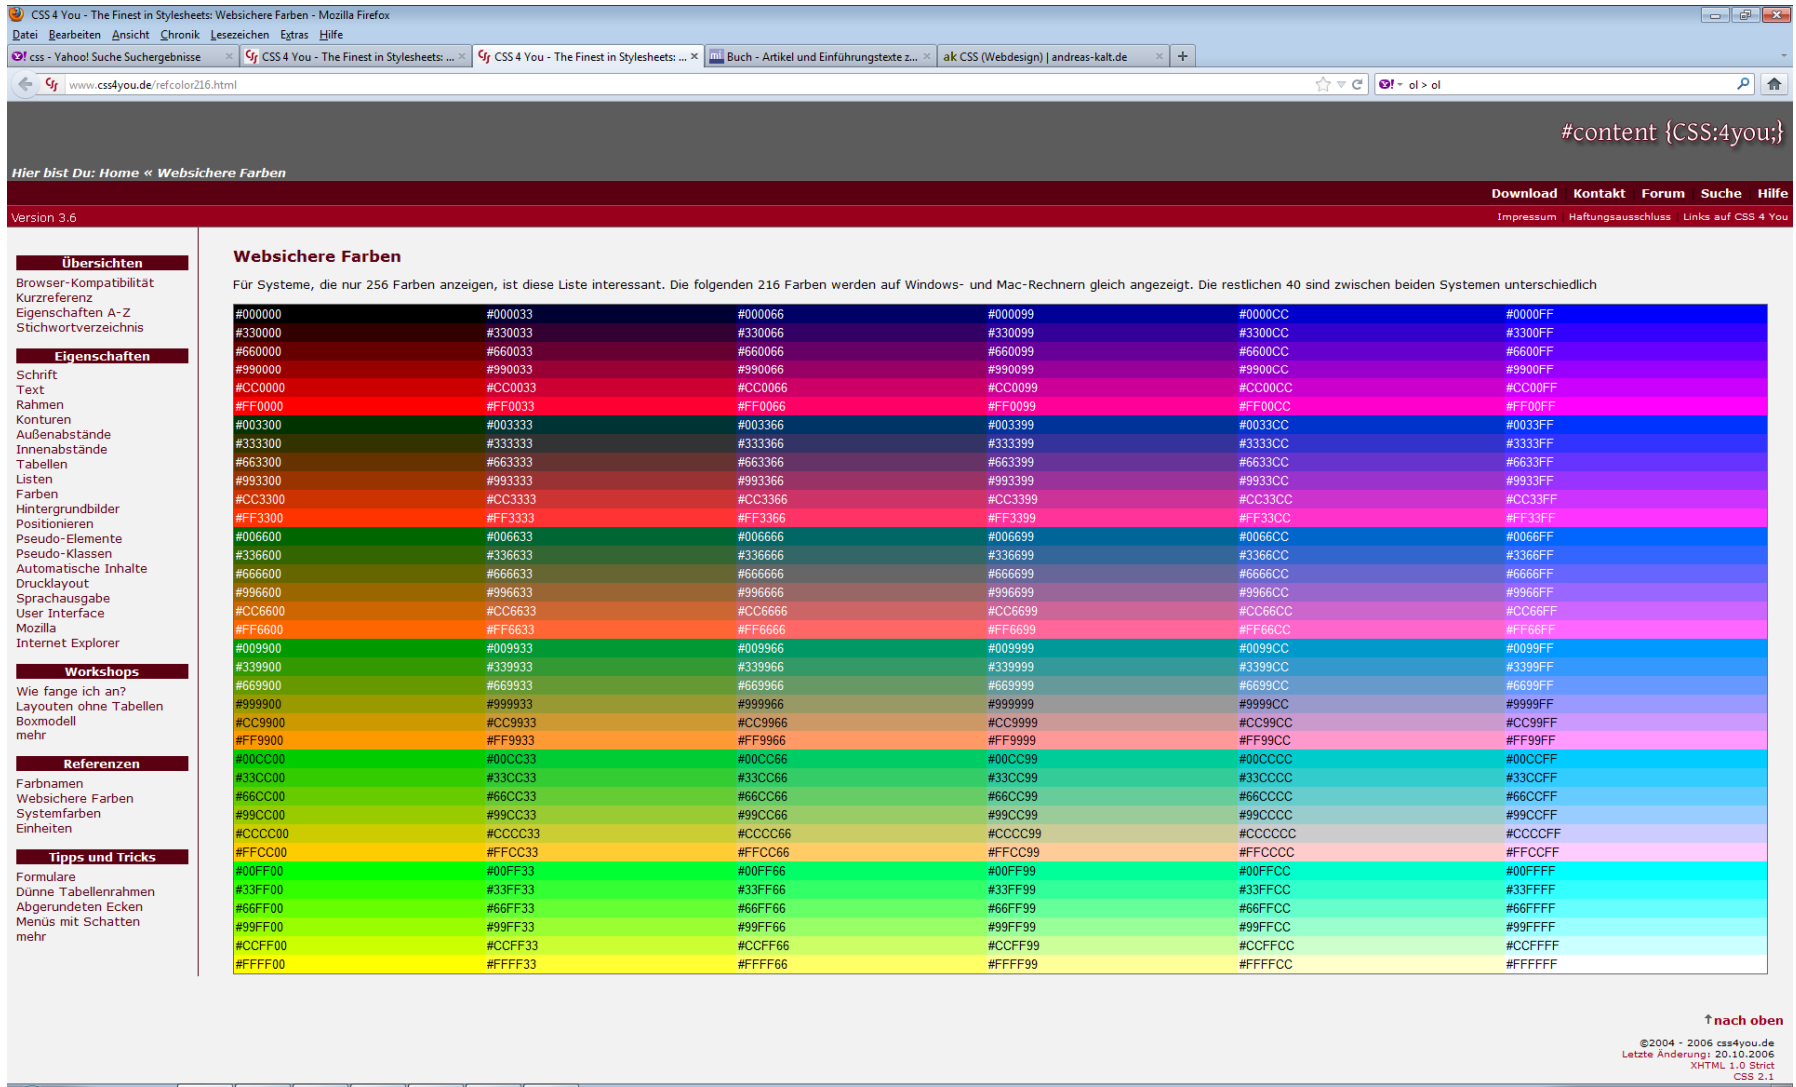 CSS 4 You - The Finest in Stylesheets: Websichere Farben - Mozilla Firefox
Datei Bearbeiten Ansicht Chronik Lesezeichen Extras Hilfe
css - Yahoo! Suche Suchergebnisse × CSS 4 You - The Finest in Stylesheets: ... × CSS 4 You - The Finest in Stylesheets: ... × Buch - Artikel und Einführungstexte z... × ak CSS (Webdesign) | andreas-kalt.de × +
www.css4you.de/refcolor216.html ol > ol
#content {CSS:4you;}
Hier bist Du: Home « Websichere Farben
Download Kontakt Forum Suche Hilfe
Version 3.6
Impressum Haftungsausschluss Links auf CSS 4 You
Übersichten
Browser-Kompatibilität
Kurzreferenz
Eigenschaften A-Z
Stichwortverzeichnis
Eigenschaften
Schrift
Text
Rahmen
Konturen
Außenabstände
Innenabstände
Tabellen
Listen
Farben
Hintergrundbilder
Positionieren
Pseudo-Elemente
Pseudo-Klassen
Automatische Inhalte
Drucklayout
Sprachausgabe
User Interface
Mozilla
Internet Explorer
Workshops
Wie fange ich an?
Layouten ohne Tabellen
Boxmodell
mehr
Referenzen
Farbnamen
Websichere Farben
Systemfarben
Einheiten
Tipps und Tricks
Formulare
Dünne Tabellenrahmen
Abgerundeten Ecken
Menüs mit Schatten
mehr
Websichere Farben
Für Systeme, die nur 256 Farben anzeigen, ist diese Liste interessant. Die folgenden 216 Farben werden auf Windows- und Mac-Rechnern gleich angezeigt. Die restlichen 40 sind zwischen beiden Systemen unterschiedlich
#000000 #000033 #000066 #000099 #0000CC #0000FF
#330000 #330033 #330066 #330099 #3300CC #3300FF
#660000 #660033 #660066 #660099 #6600CC #6600FF
#990000 #990033 #990066 #990099 #9900CC #9900FF
#CC0000 #CC0033 #CC0066 #CC0099 #CC00CC #CC00FF
#FF0000 #FF0033 #FF0066 #FF0099 #FF00CC #FF00FF
#003300 #003333 #003366 #003399 #0033CC #0033FF
#333300 #333333 #333366 #333399 #3333CC #3333FF
#663300 #663333 #663366 #663399 #6633CC #6633FF
#993300 #993333 #993366 #993399 #9933CC #9933FF
#CC3300 #CC3333 #CC3366 #CC3399 #CC33CC #CC33FF
#FF3300 #FF3333 #FF3366 #FF3399 #FF33CC #FF33FF
#006600 #006633 #006666 #006699 #0066CC #0066FF
#336600 #336633 #336666 #336699 #3366CC #3366FF
#666600 #666633 #666666 #666699 #6666CC #6666FF
#996600 #996633 #996666 #996699 #9966CC #9966FF
#CC6600 #CC6633 #CC6666 #CC6699 #CC66CC #CC66FF
#FF6600 #FF6633 #FF6666 #FF6699 #FF66CC #FF66FF
#009900 #009933 #009966 #009999 #0099CC #0099FF
#339900 #339933 #339966 #339999 #3399CC #3399FF
#669900 #669933 #669966 #669999 #6699CC #6699FF
#999900 #999933 #999966 #999999 #9999CC #9999FF
#CC9900 #CC9933 #CC9966 #CC9999 #CC99CC #CC99FF
#FF9900 #FF9933 #FF9966 #FF9999 #FF99CC #FF99FF
#00CC00 #00CC33 #00CC66 #00CC99 #00CCCC #00CCFF
#33CC00 #33CC33 #33CC66 #33CC99 #33CCCC #33CCFF
#66CC00 #66CC33 #66CC66 #66CC99 #66CCCC #66CCFF
#99CC00 #99CC33 #99CC66 #99CC99 #99CCCC #99CCFF
#CCCC00 #CCCC33 #CCCC66 #CCCC99 #CCCCCC #CCCCFF
#FFCC00 #FFCC33 #FFCC66 #FFCC99 #FFCCCC #FFCCFF
#00FF00 #00FF33 #00FF66 #00FF99 #00FFCC #00FFFF
#33FF00 #33FF33 #33FF66 #33FF99 #33FFCC #33FFFF
#66FF00 #66FF33 #66FF66 #66FF99 #66FFCC #66FFFF
#99FF00 #99FF33 #99FF66 #99FF99 #99FFCC #99FFFF
#CCFF00 #CCFF33 #CCFF66 #CCFF99 #CCFFCC #CCFFFF
#FFFF00 #FFFF33 #FFFF66 #FFFF99 #FFFFCC #FFFFFF
↑nach oben
©2004 - 2006 css4you.de
Letzte Änderung: 20.10.2006
XHTML 1.0 Strict
CSS 2.1